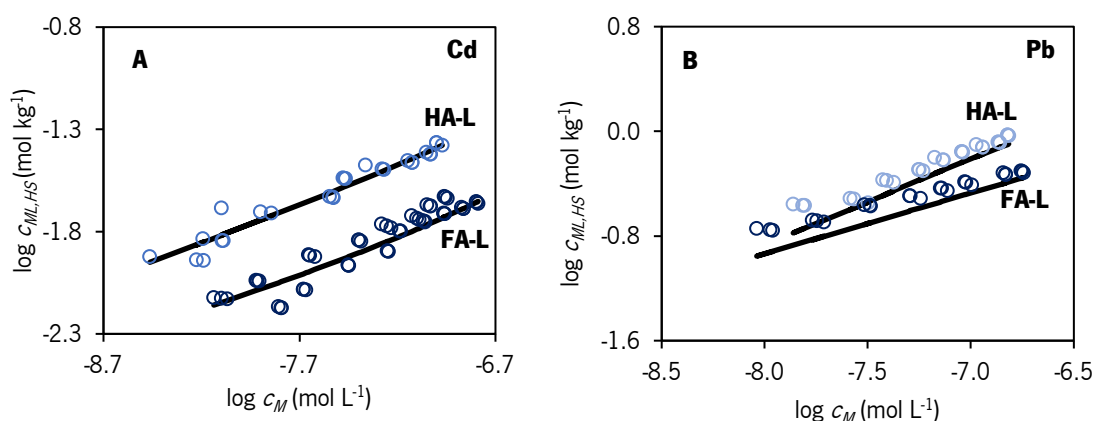 A
Cd
HA-L
FA-L
-0.8
-1.3
-1.8
-2.3
-8.7
-7.7
-6.7
log c_ML,HS (mol kg⁻¹)
log c_M (mol L⁻¹)
B
Pb
HA-L
FA-L
0.8
0.0
-0.8
-1.6
-8.5
-8.0
-7.5
-7.0
-6.5
log c_ML,HS (mol kg⁻¹)
log c_M (mol L⁻¹)